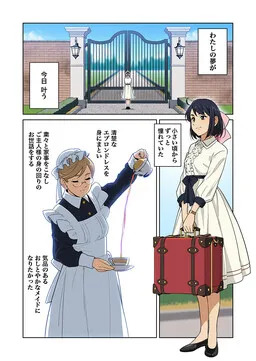 わたしの夢が
今日 叶う
小さい頃から
ずっと
憧れていた
清楚な
エプロンドレスを
身にまとい
粛々と家事をこなし
ご主人様の身の回りの
お世話をする
気品のある
おしとやかなメイドに
なりたかった